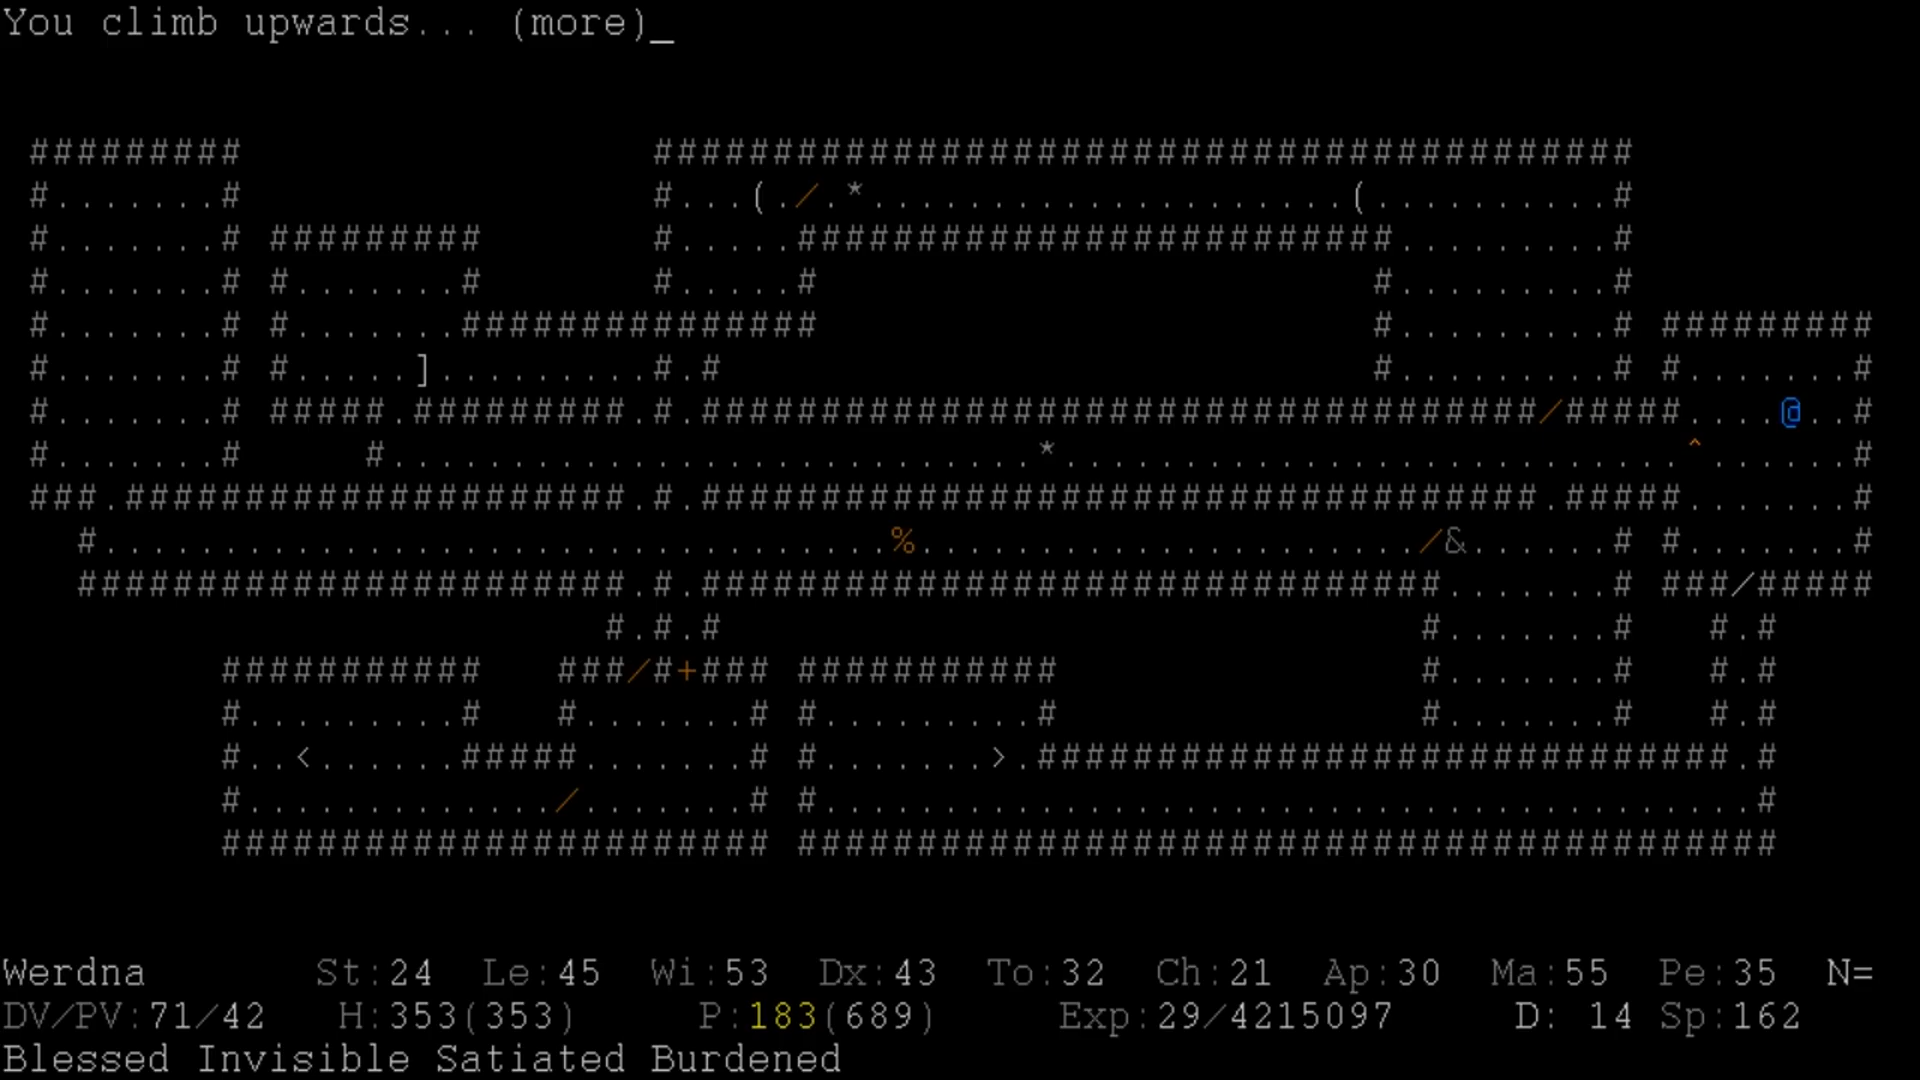 You climb upwards... (more)_
#########                 #########################################
#.......#                 #...(./.*....................(..........#
#.......# #########       #.....#########################.........#
#.......# #.......#       #.....#                       #.........#
#.......# #.......###############                       #.........# #########
#.......# #.....].........#.#                           #.........# #.......#
#.......# #####.#########.#.###################################/#####....@..#
#.......#     #...........................*..........................^......#
###.#####################.#.###################################.#####.......#
  #.................................%...................../&......# #.......#
  #######################.#.###############################.......# ###/#####
                        #.#.#                             #.......#   #.#
        ###########   ###/#+### ###########               #.......#   #.#
        #.........#   #.......# #.........#               #.......#   #.#
        #..<......#####.......# #.......>.#############################.#
        #............./.......# #.......................................#
        ####################### #########################################
Werdna St:24 Le:45 Wi:53 Dx:43 To:32 Ch:21 Ap:30 Ma:55 Pe:35 N=
DV/PV:71/42 H:353(353) P:183(689) Exp:29/4215097 D: 14 Sp:162
Blessed Invisible Satiated Burdened